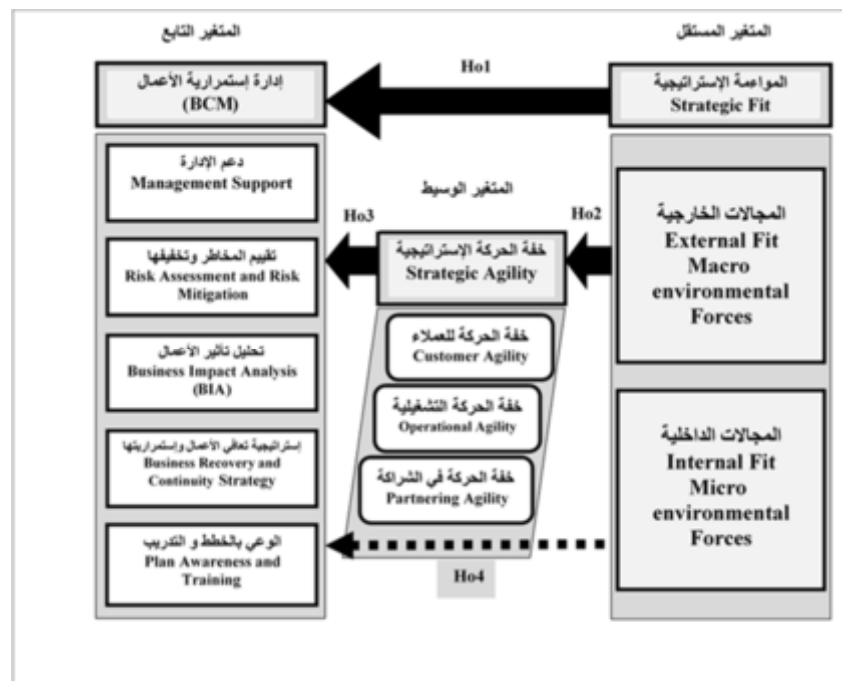 المتغير المستقل
المتغير التابع
Ho1
المواءمة الإستراتيجية
Strategic Fit
إدارة إستمرارية الأعمال
(BCM)
المجالات الخارجية
External Fit
Macro
environmental
Forces
المجالات الداخلية
Internal Fit
Micro
environmental
Forces
Ho2
المتغير الوسيط
Ho3
خفة الحركة الإستراتيجية
Strategic Agility
خفة الحركة للعملاء
Customer Agility
خفة الحركة التشغيلية
Operational Agility
خفة الحركة في الشراكة
Partnering Agility
Ho4
دعم الإدارة
Management Support
تقييم المخاطر وتخفيفها
Risk Assessment and Risk
Mitigation
تحليل تأثير الأعمال
Business Impact Analysis
(BIA)
إستراتيجية تعافي الأعمال وإستمراريتها
Business Recovery and
Continuity Strategy
الوعي بالخطط و التدريب
Plan Awareness and
Training